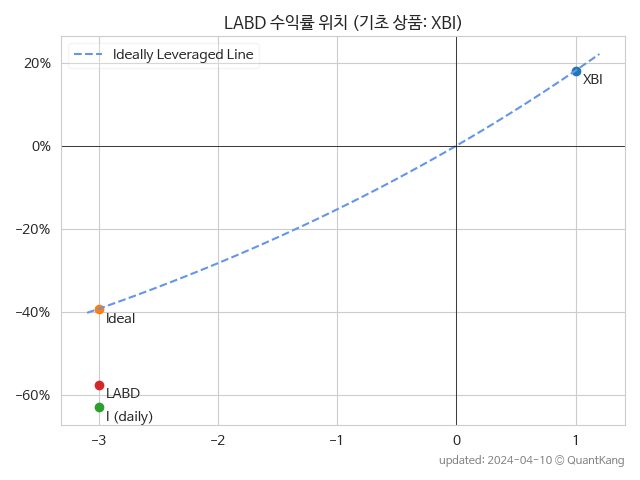 LABD 수익률 위치 (기초 상품: XBI)
Ideally Leveraged Line
20%
0%
−20%
−40%
−60%
XBI
Ideal
LABD
I (daily)
−3
−2
−1
0
1
updated: 2024-04-10 © QuantKang